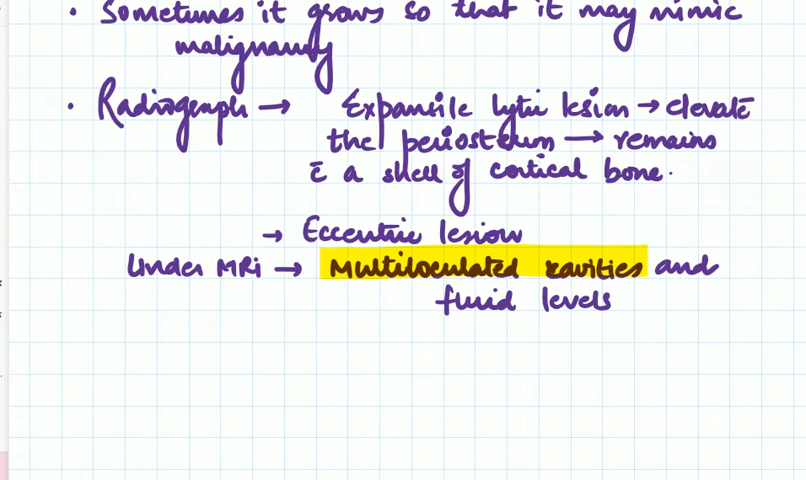 • Sometimes it grows so that it may mimic
malignancy
• Radiograph → Expansile lytic lesion → elevate
the periosteum → remains
c̄ a shell of cortical bone.
→ Eccentric lesion
Under MRi → Multiloculated cavities and
fluid levels